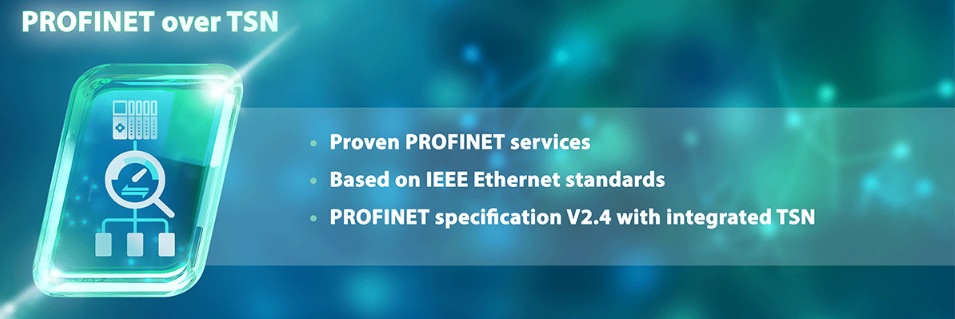 PROFINET over TSN
• Proven PROFINET services
• Based on IEEE Ethernet standards
• PROFINET specification V2.4 with integrated TSN